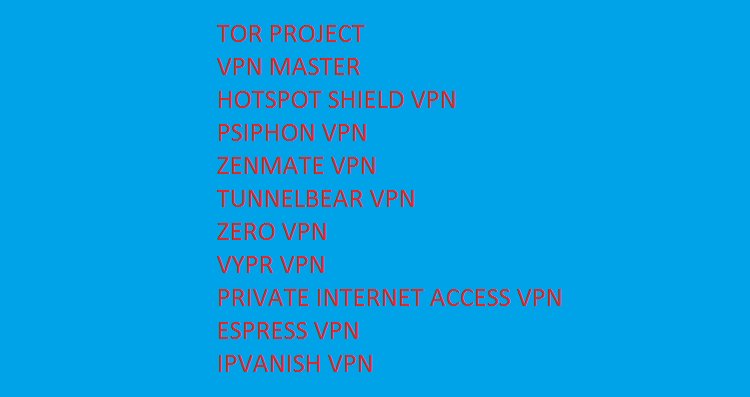 TOR PROJECT
VPN MASTER
HOTSPOT SHIELD VPN
PSIPHON VPN
ZENMATE VPN
TUNNELBEAR VPN
ZERO VPN
VYPR VPN
PRIVATE INTERNET ACCESS VPN
ESPRESS VPN
IPVANISH VPN